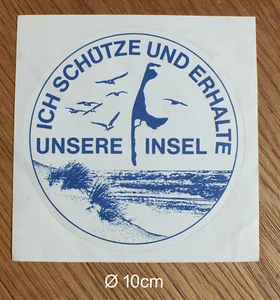 ICH SCHÜTZE UND ERHALTE
UNSERE INSEL
Ø 10cm